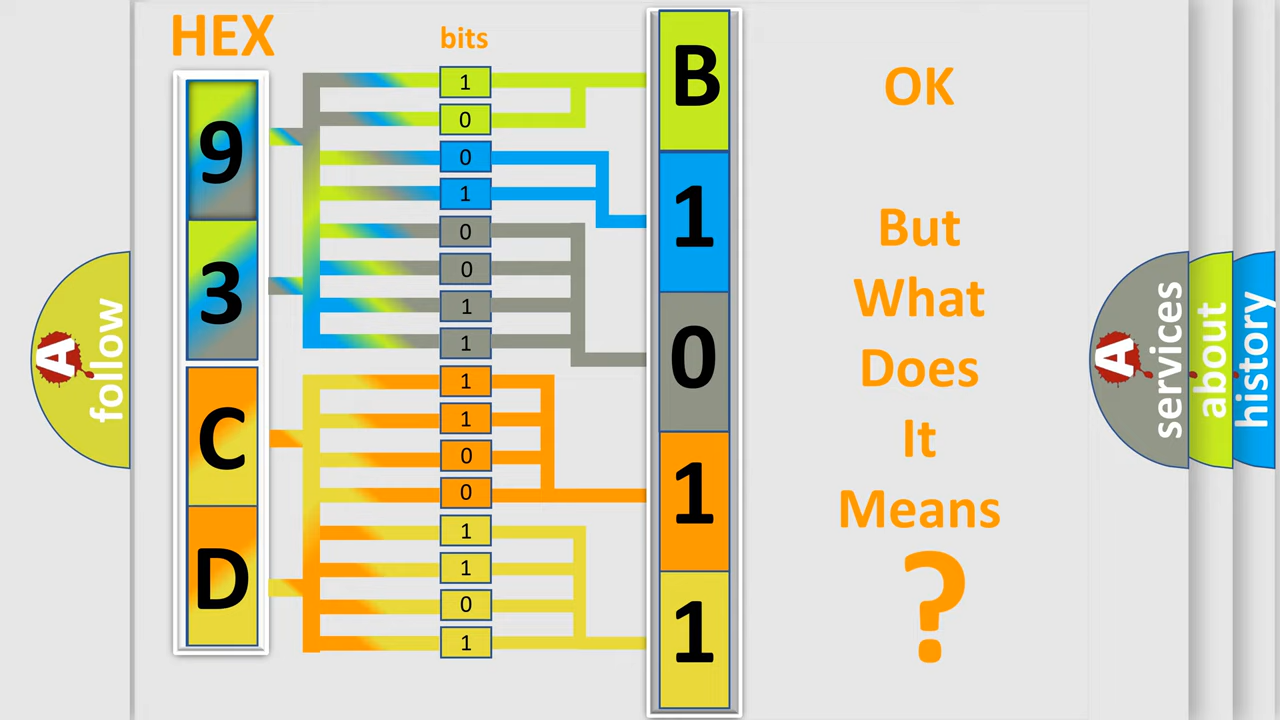 HEX
bits
9
3
C
D
1
0
0
1
0
0
1
1
1
1
0
0
1
1
0
1
B
1
0
1
1
OK
But
What
Does
It
Means
?
A
follow
A
services
about
history